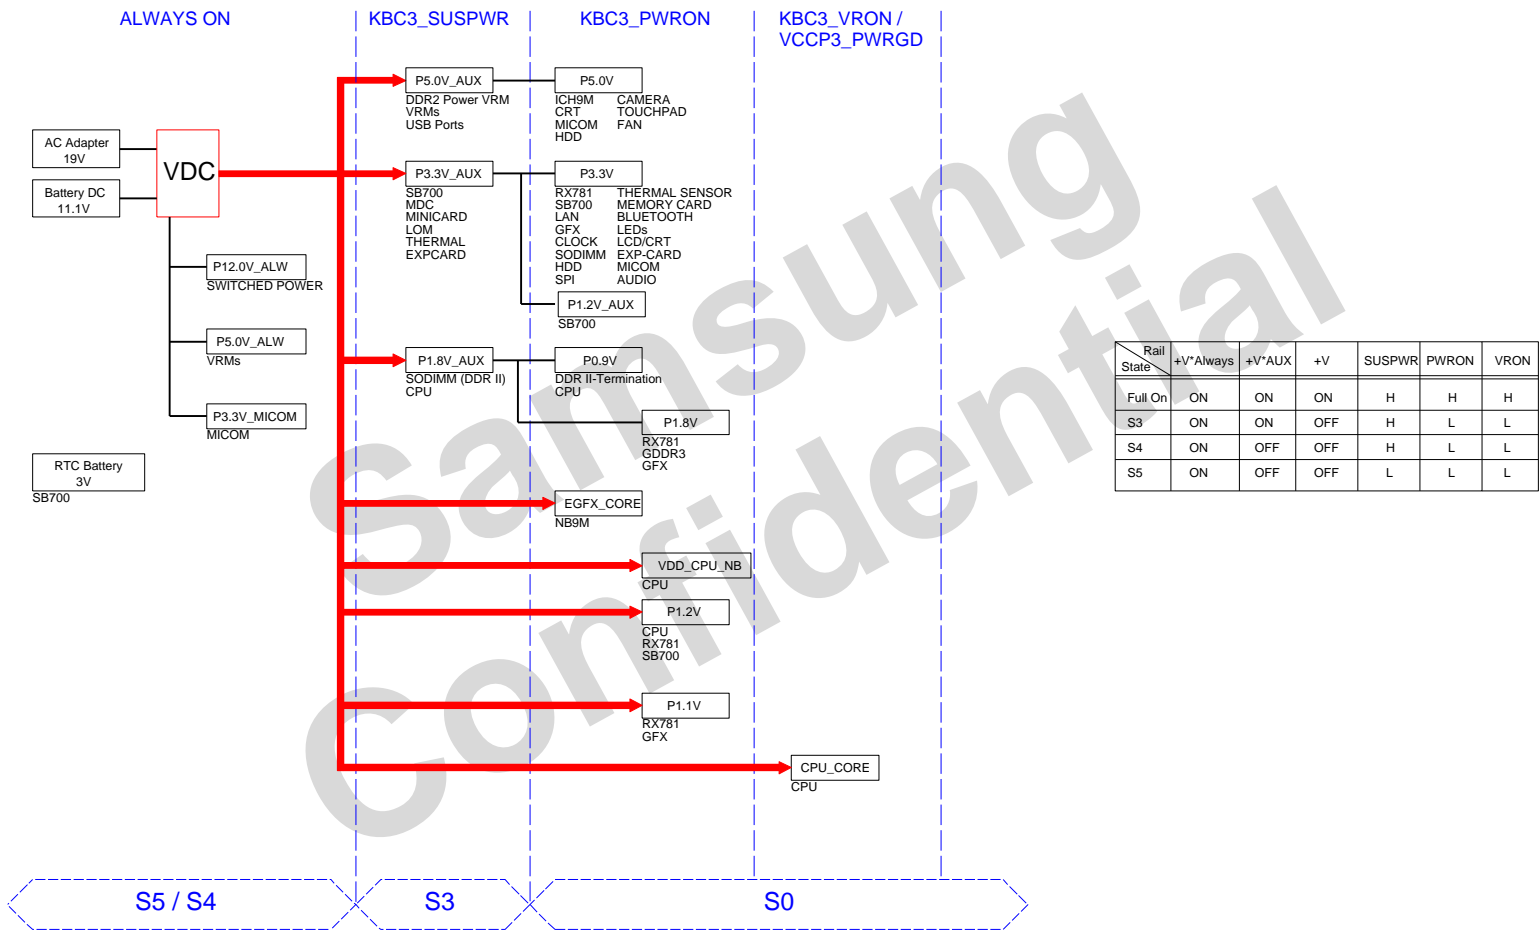 ALWAYS ON
KBC3_SUSPWR
KBC3_PWRON
KBC3_VRON /
VCCP3_PWRGD
AC Adapter
19V
Battery DC
11.1V
VDC
P12.0V_ALW
SWITCHED POWER
P5.0V_ALW
VRMs
P3.3V_MICOM
MICOM
RTC Battery
3V
SB700
P5.0V_AUX
DDR2 Power VRM
VRMs
USB Ports
P3.3V_AUX
SB700
MDC
MINICARD
LOM
THERMAL
EXPCARD
P1.8V_AUX
SODIMM (DDR II)
CPU
P5.0V
ICH9M CAMERA
CRT TOUCHPAD
MICOM FAN
HDD
P3.3V
RX781 THERMAL SENSOR
SB700 MEMORY CARD
LAN BLUETOOTH
GFX LEDs
CLOCK LCD/CRT
SODIMM EXP-CARD
HDD MICOM
SPI AUDIO
P1.2V_AUX
SB700
P0.9V
DDR II-Termination
CPU
P1.8V
RX781
GDDR3
GFX
EGFX_CORE
NB9M
VDD_CPU_NB
CPU
P1.2V
CPU
RX781
SB700
P1.1V
RX781
GFX
CPU_CORE
CPU
Rail
State +V*Always +V*AUX +V SUSPWR PWRON VRON
Full On ON ON ON H H H
S3 ON ON OFF H L L
S4 ON OFF OFF H L L
S5 ON OFF OFF L L L
S5 / S4
S3
S0
Samsung
Confidential